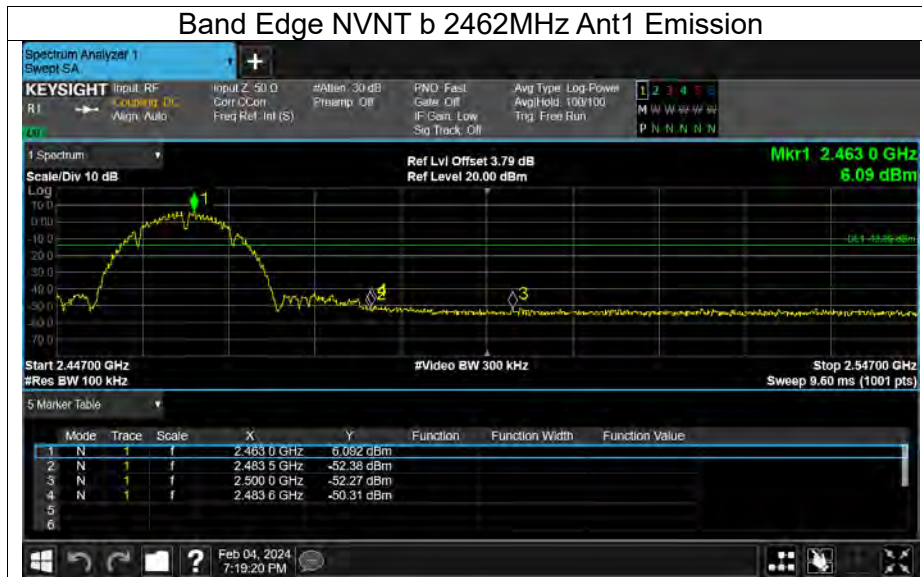 Band Edge NVNT b 2462MHz Ant1 Emission
Spectrum Analyzer 1
Swept SA
+
KEYSIGHT Input: RF Input Z: 50 Ω #Atten: 30 dB PNO: Fast Avg Type: Log-Power 1 2 3 4 5 6
R1 Coupling: DC Corr CCorr Preamp: Off Gate: Off Avg|Hold: 100/100 M W W W W W
Align: Auto Freq Ref: Int (S) IF Gain: Low Trig: Free Run
Sig Track: Off P N N N N N
1 Spectrum Ref Lvl Offset 3.79 dB Mkr1 2.463 0 GHz
Scale/Div 10 dB Ref Level 20.00 dBm 6.09 dBm
Log
10.0
0.00
-10.0
-20.0
-30.0
-40.0
-50.0
-60.0
-70.0
1
2
3
4
Start 2.44700 GHz #Video BW 300 kHz Stop 2.54700 GHz
#Res BW 100 kHz Sweep 9.60 ms (1001 pts)
5 Marker Table
Mode Trace Scale X Y Function Function Width Function Value
1 N 1 f 2.463 0 GHz 6.092 dBm
2 N 1 f 2.483 5 GHz -52.38 dBm
3 N 1 f 2.500 0 GHz -52.27 dBm
4 N 1 f 2.483 6 GHz -50.31 dBm
5
6
? Feb 04, 2024
7:19:20 PM